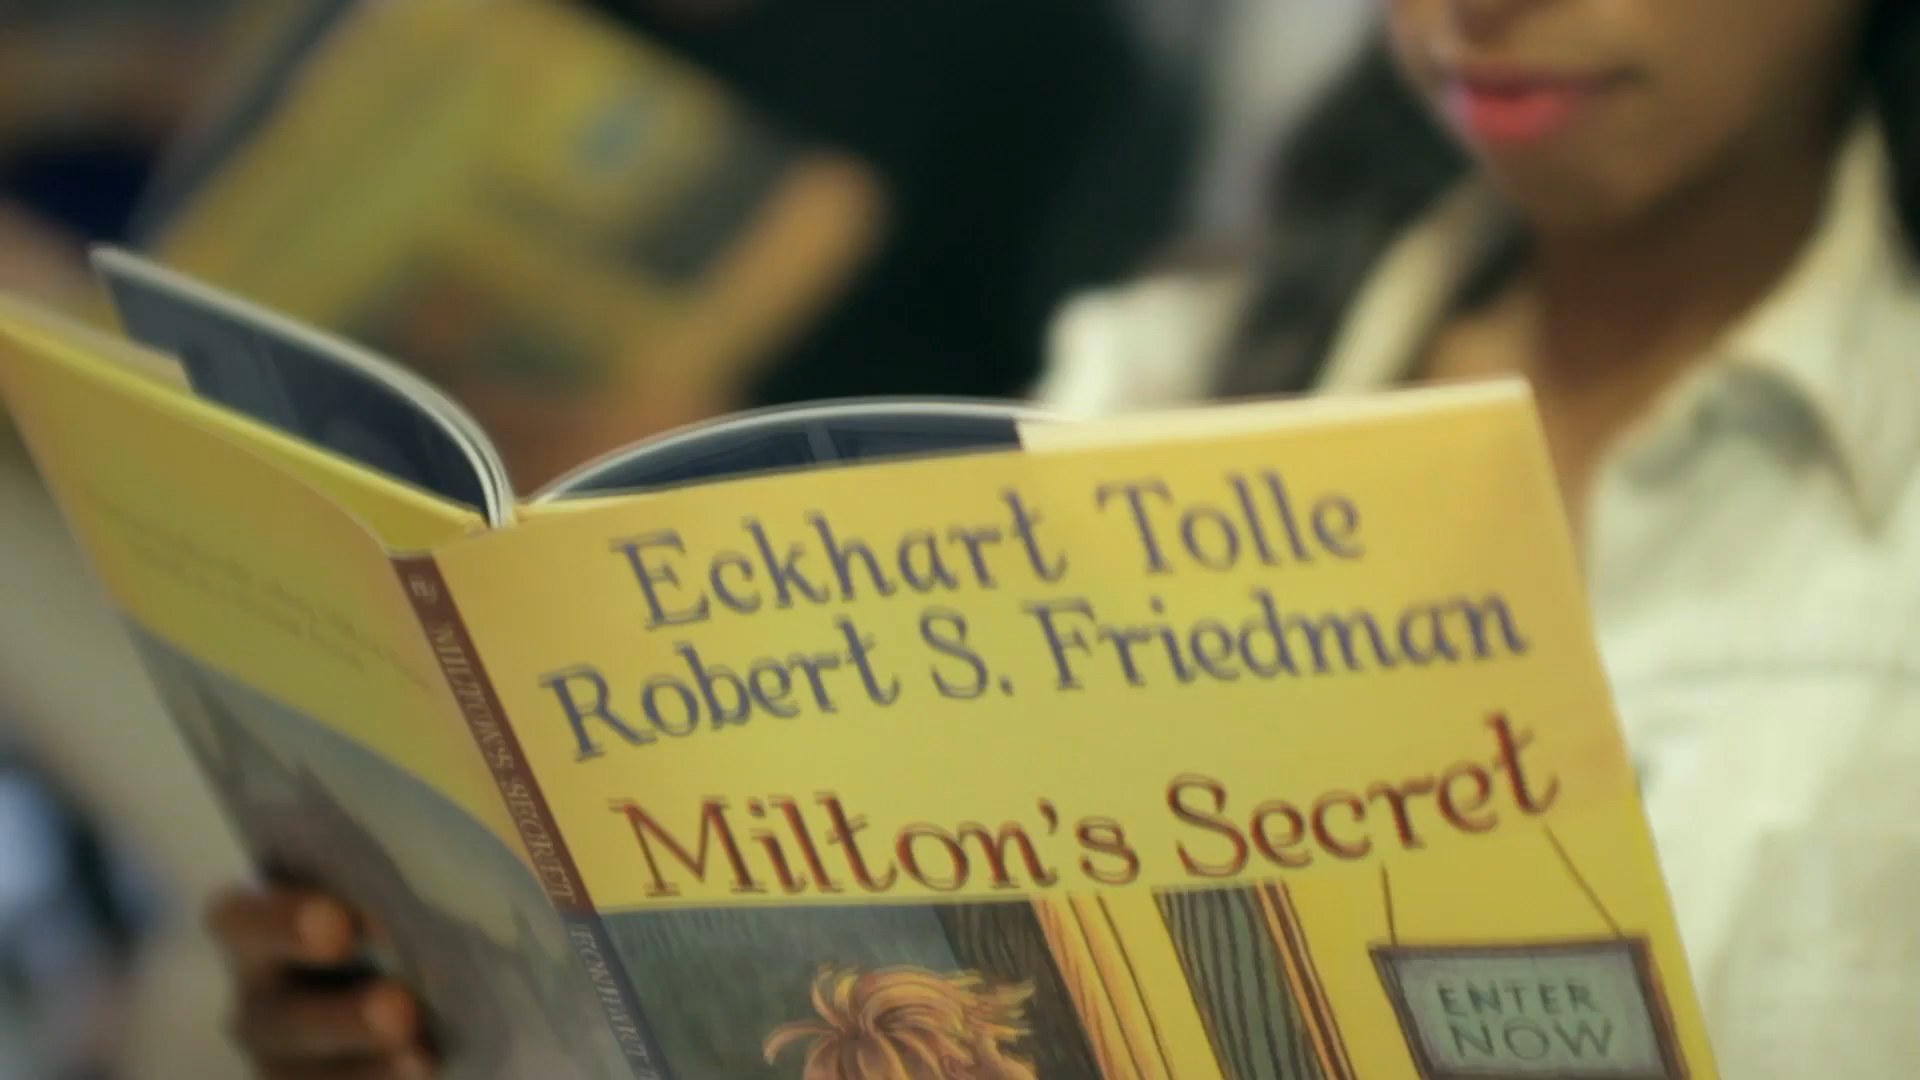 Eckhart Tolle
Robert S. Friedman
Milton's Secret
ENTER
NOW
MILTON'S SECRET